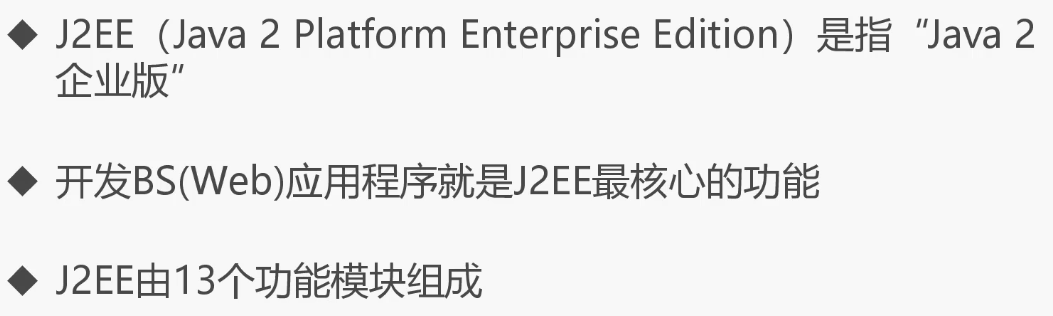 ◆ J2EE（Java 2 Platform Enterprise Edition）是指“Java 2
企业版”
◆ 开发BS(Web)应用程序就是J2EE最核心的功能
◆ J2EE由13个功能模块组成